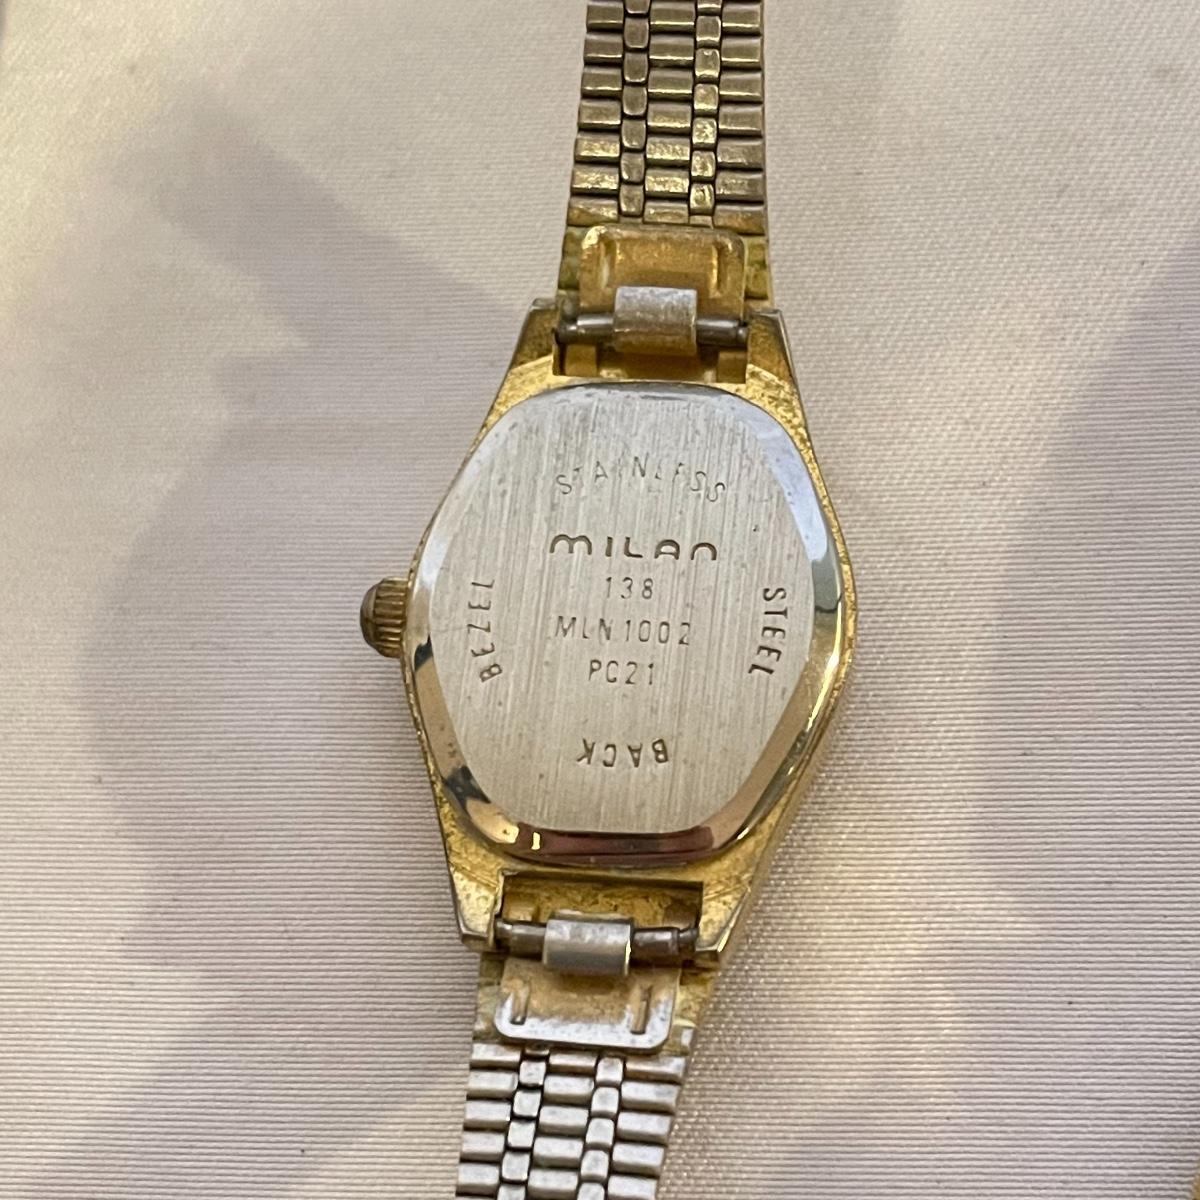 STAINLESS
MILAN
138
MLN1002
PC21
STEEL
BACK
BEZEL